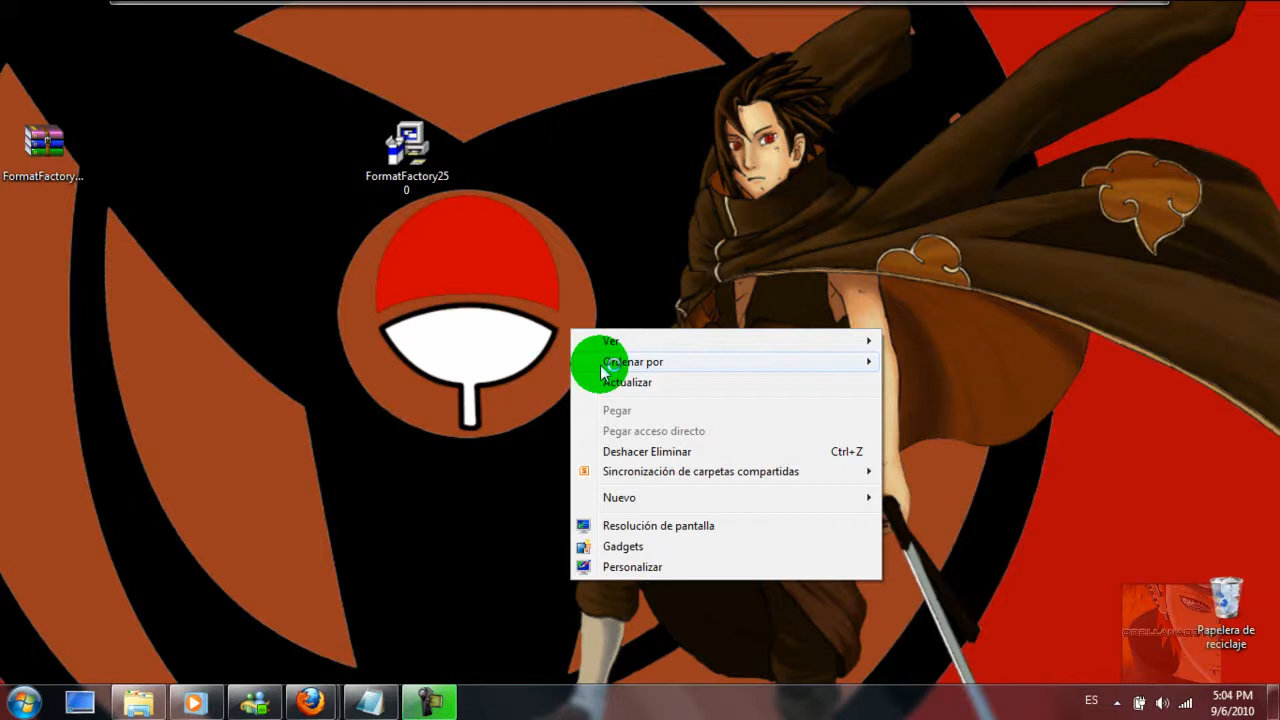 FormatFactory...
FormatFactory25
0
Ver
Ordenar por
Actualizar
Pegar
Pegar acceso directo
Deshacer Eliminar Ctrl+Z
Sincronización de carpetas compartidas
Nuevo
Resolución de pantalla
Gadgets
Personalizar
Papelera de
reciclaje
ES
5:04 PM
9/6/2010